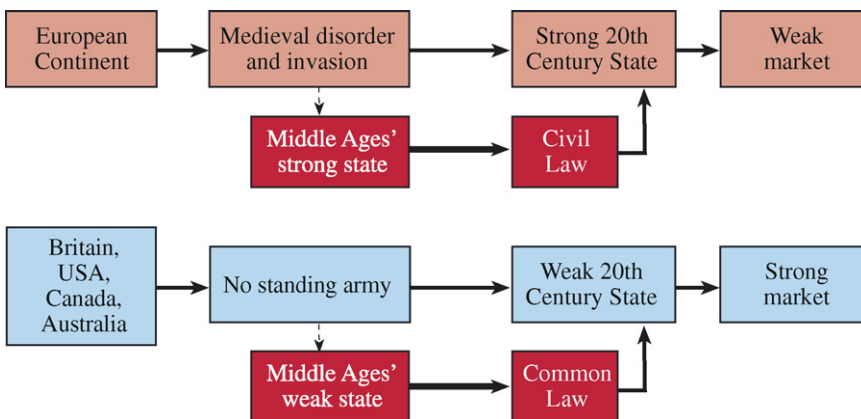 European
Continent
Medieval disorder
and invasion
Strong 20th
Century State
Weak
market
Middle Ages’
strong state
Civil
Law
Britain,
USA,
Canada,
Australia
No standing army
Weak 20th
Century State
Strong
market
Middle Ages’
weak state
Common
Law